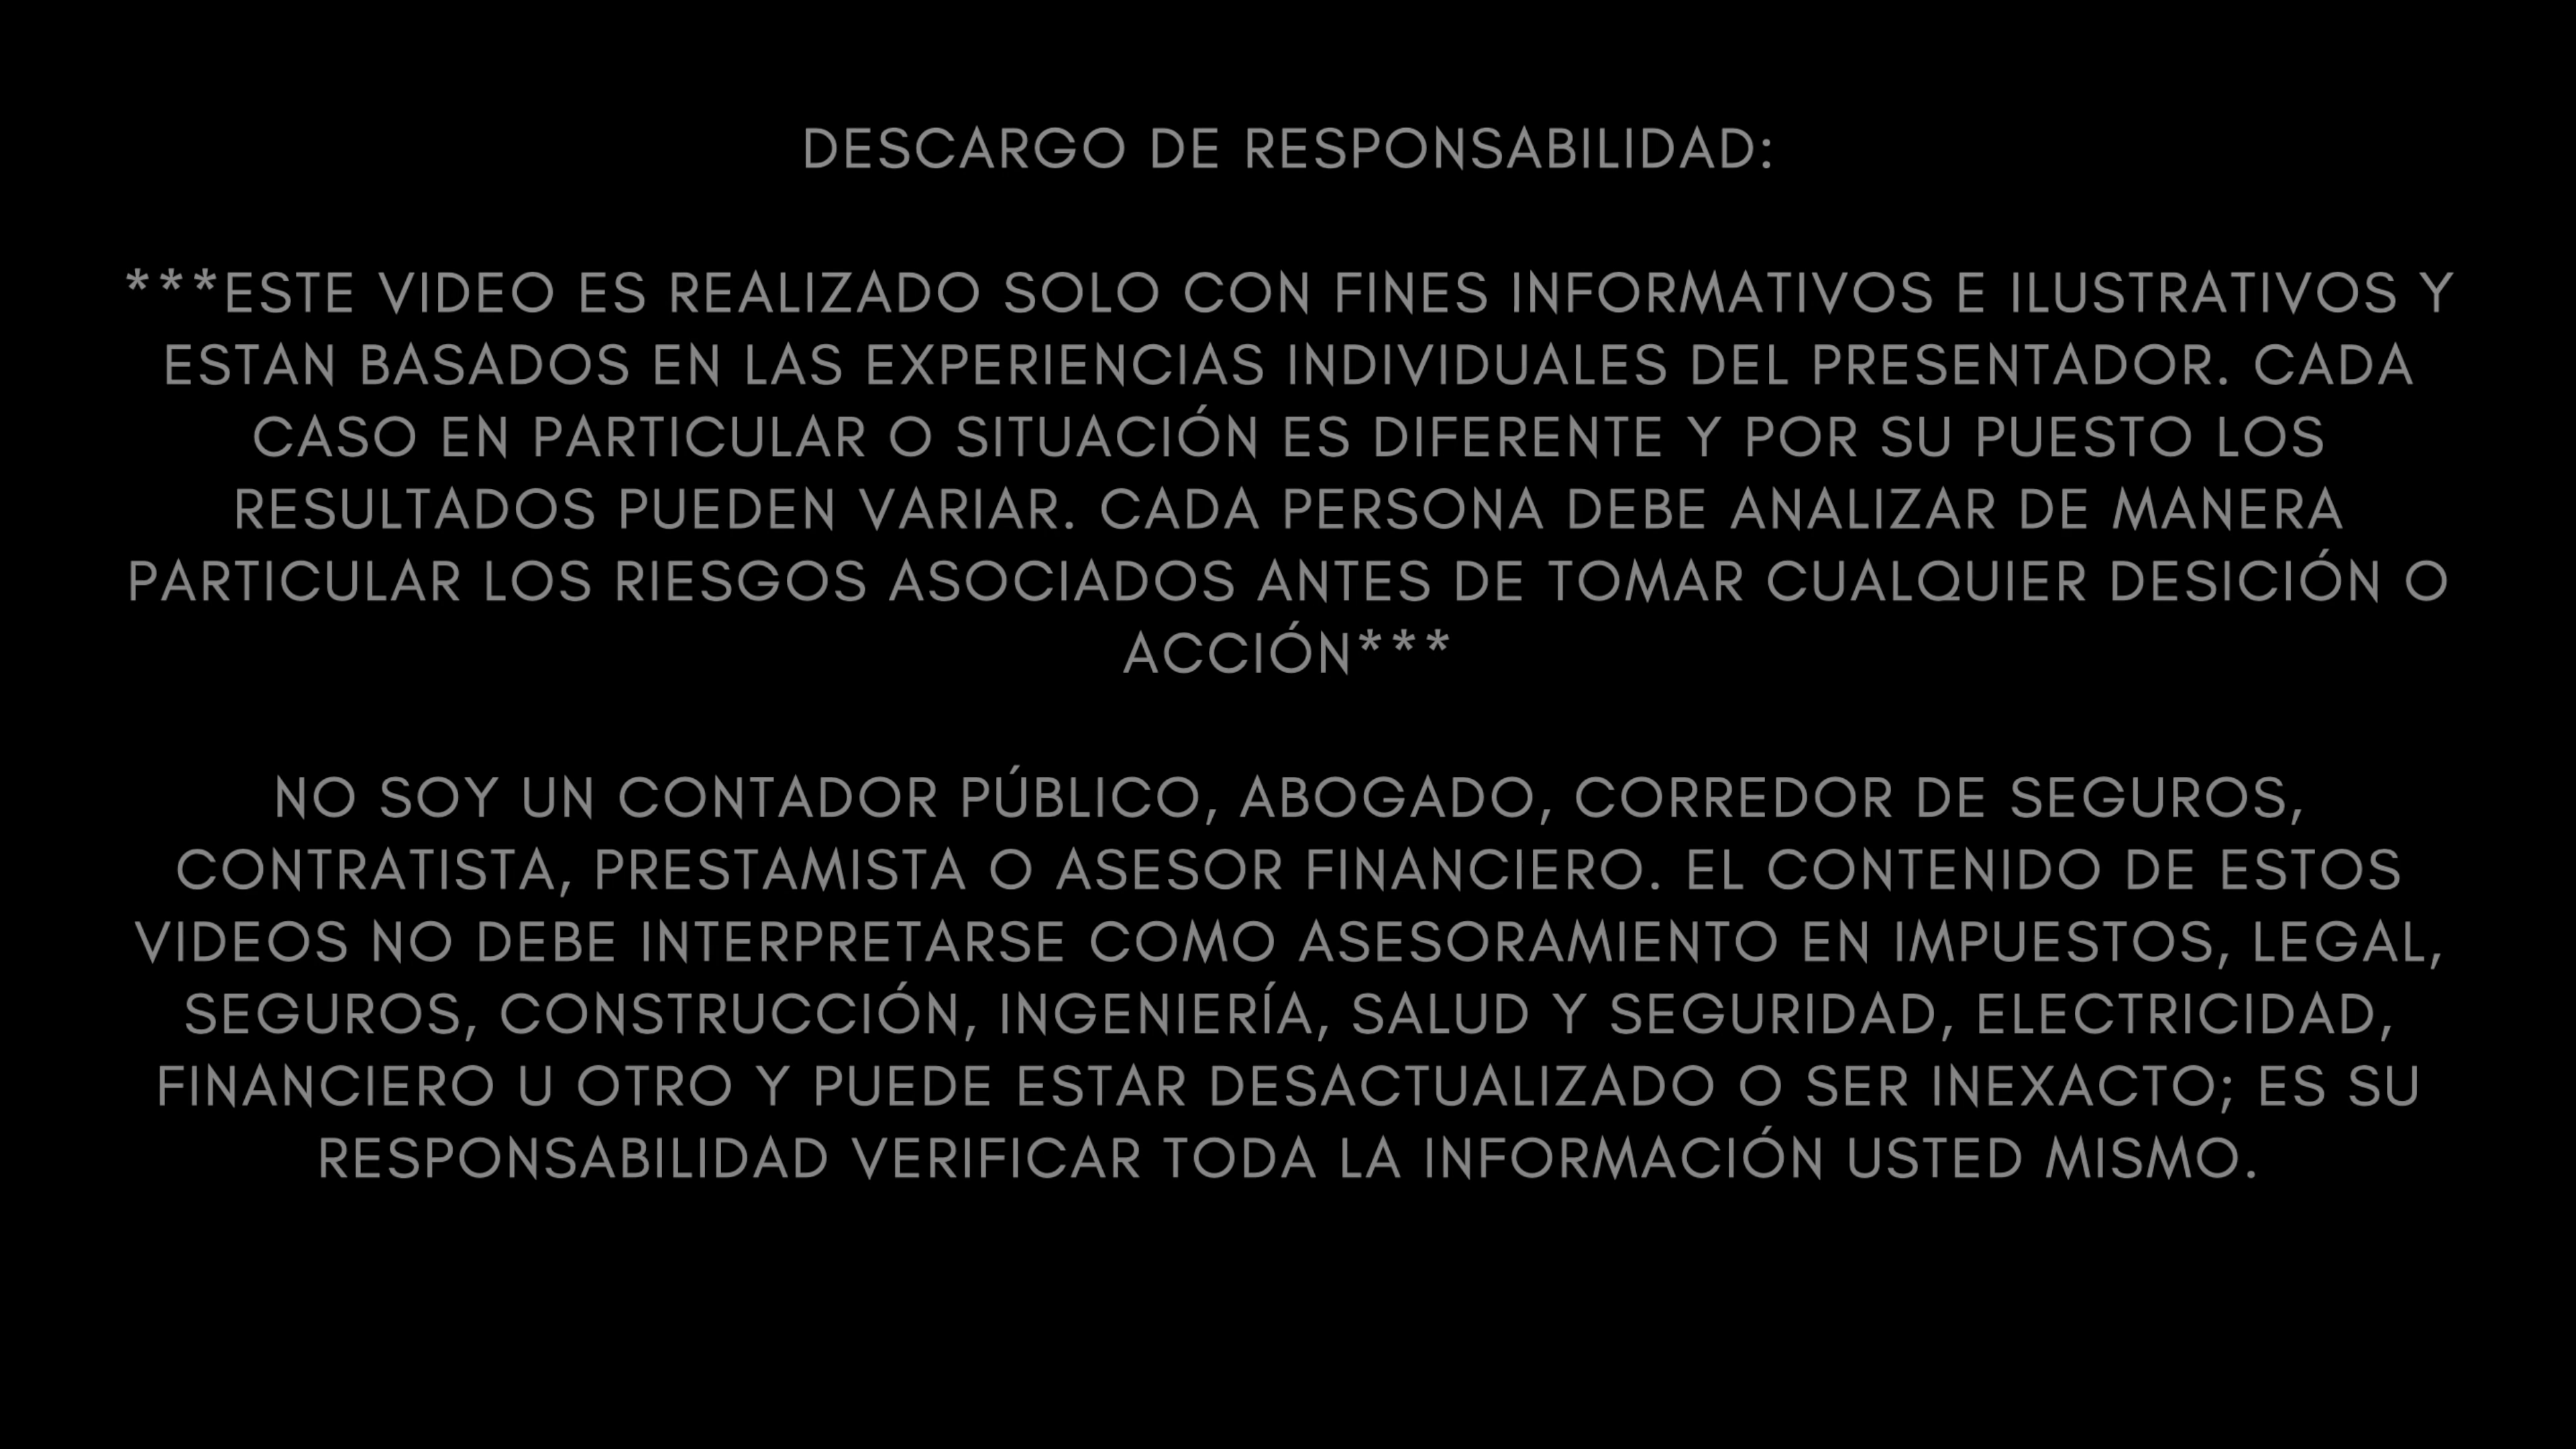 DESCARGO DE RESPONSABILIDAD:
***ESTE VIDEO ES REALIZADO SOLO CON FINES INFORMATIVOS E ILUSTRATIVOS Y
ESTAN BASADOS EN LAS EXPERIENCIAS INDIVIDUALES DEL PRESENTADOR. CADA
CASO EN PARTICULAR O SITUACIÓN ES DIFERENTE Y POR SU PUESTO LOS
RESULTADOS PUEDEN VARIAR. CADA PERSONA DEBE ANALIZAR DE MANERA
PARTICULAR LOS RIESGOS ASOCIADOS ANTES DE TOMAR CUALQUIER DESICIÓN O
ACCIÓN***
NO SOY UN CONTADOR PÚBLICO, ABOGADO, CORREDOR DE SEGUROS,
CONTRATISTA, PRESTAMISTA O ASESOR FINANCIERO. EL CONTENIDO DE ESTOS
VIDEOS NO DEBE INTERPRETARSE COMO ASESORAMIENTO EN IMPUESTOS, LEGAL,
SEGUROS, CONSTRUCCIÓN, INGENIERÍA, SALUD Y SEGURIDAD, ELECTRICIDAD,
FINANCIERO U OTRO Y PUEDE ESTAR DESACTUALIZADO O SER INEXACTO; ES SU
RESPONSABILIDAD VERIFICAR TODA LA INFORMACIÓN USTED MISMO.